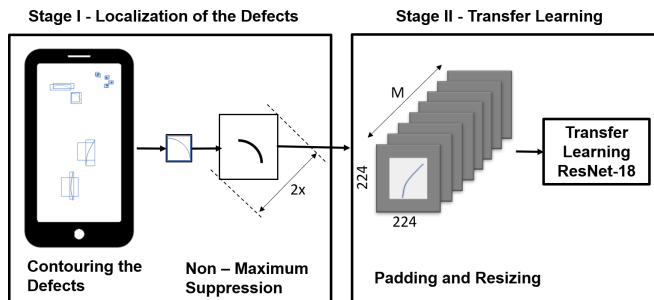 Stage I - Localization of the Defects
Stage II - Transfer Learning
M
2x
224
224
Transfer
Learning
ResNet-18
Contouring the
Defects
Non – Maximum
Suppression
Padding and Resizing